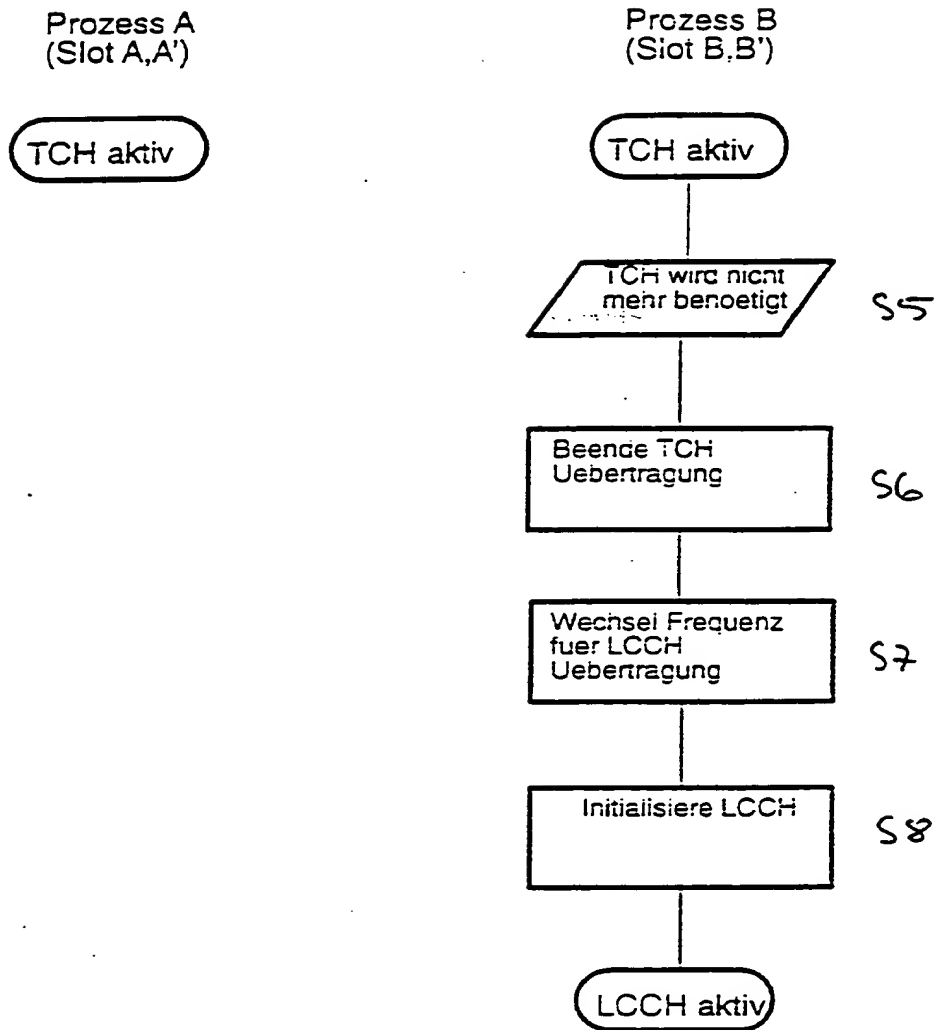 Prozess A
(Slot A,A')
Prozess B
(Slot B,B')
TCH aktiv
TCH aktiv
TCH wird nicht
mehr benoetigt
S5
Beende TCH
Uebertragung
S6
Wechsel Frequenz
fuer LCCH
Uebertragung
S7
Initialisiere LCCH
S8
LCCH aktiv